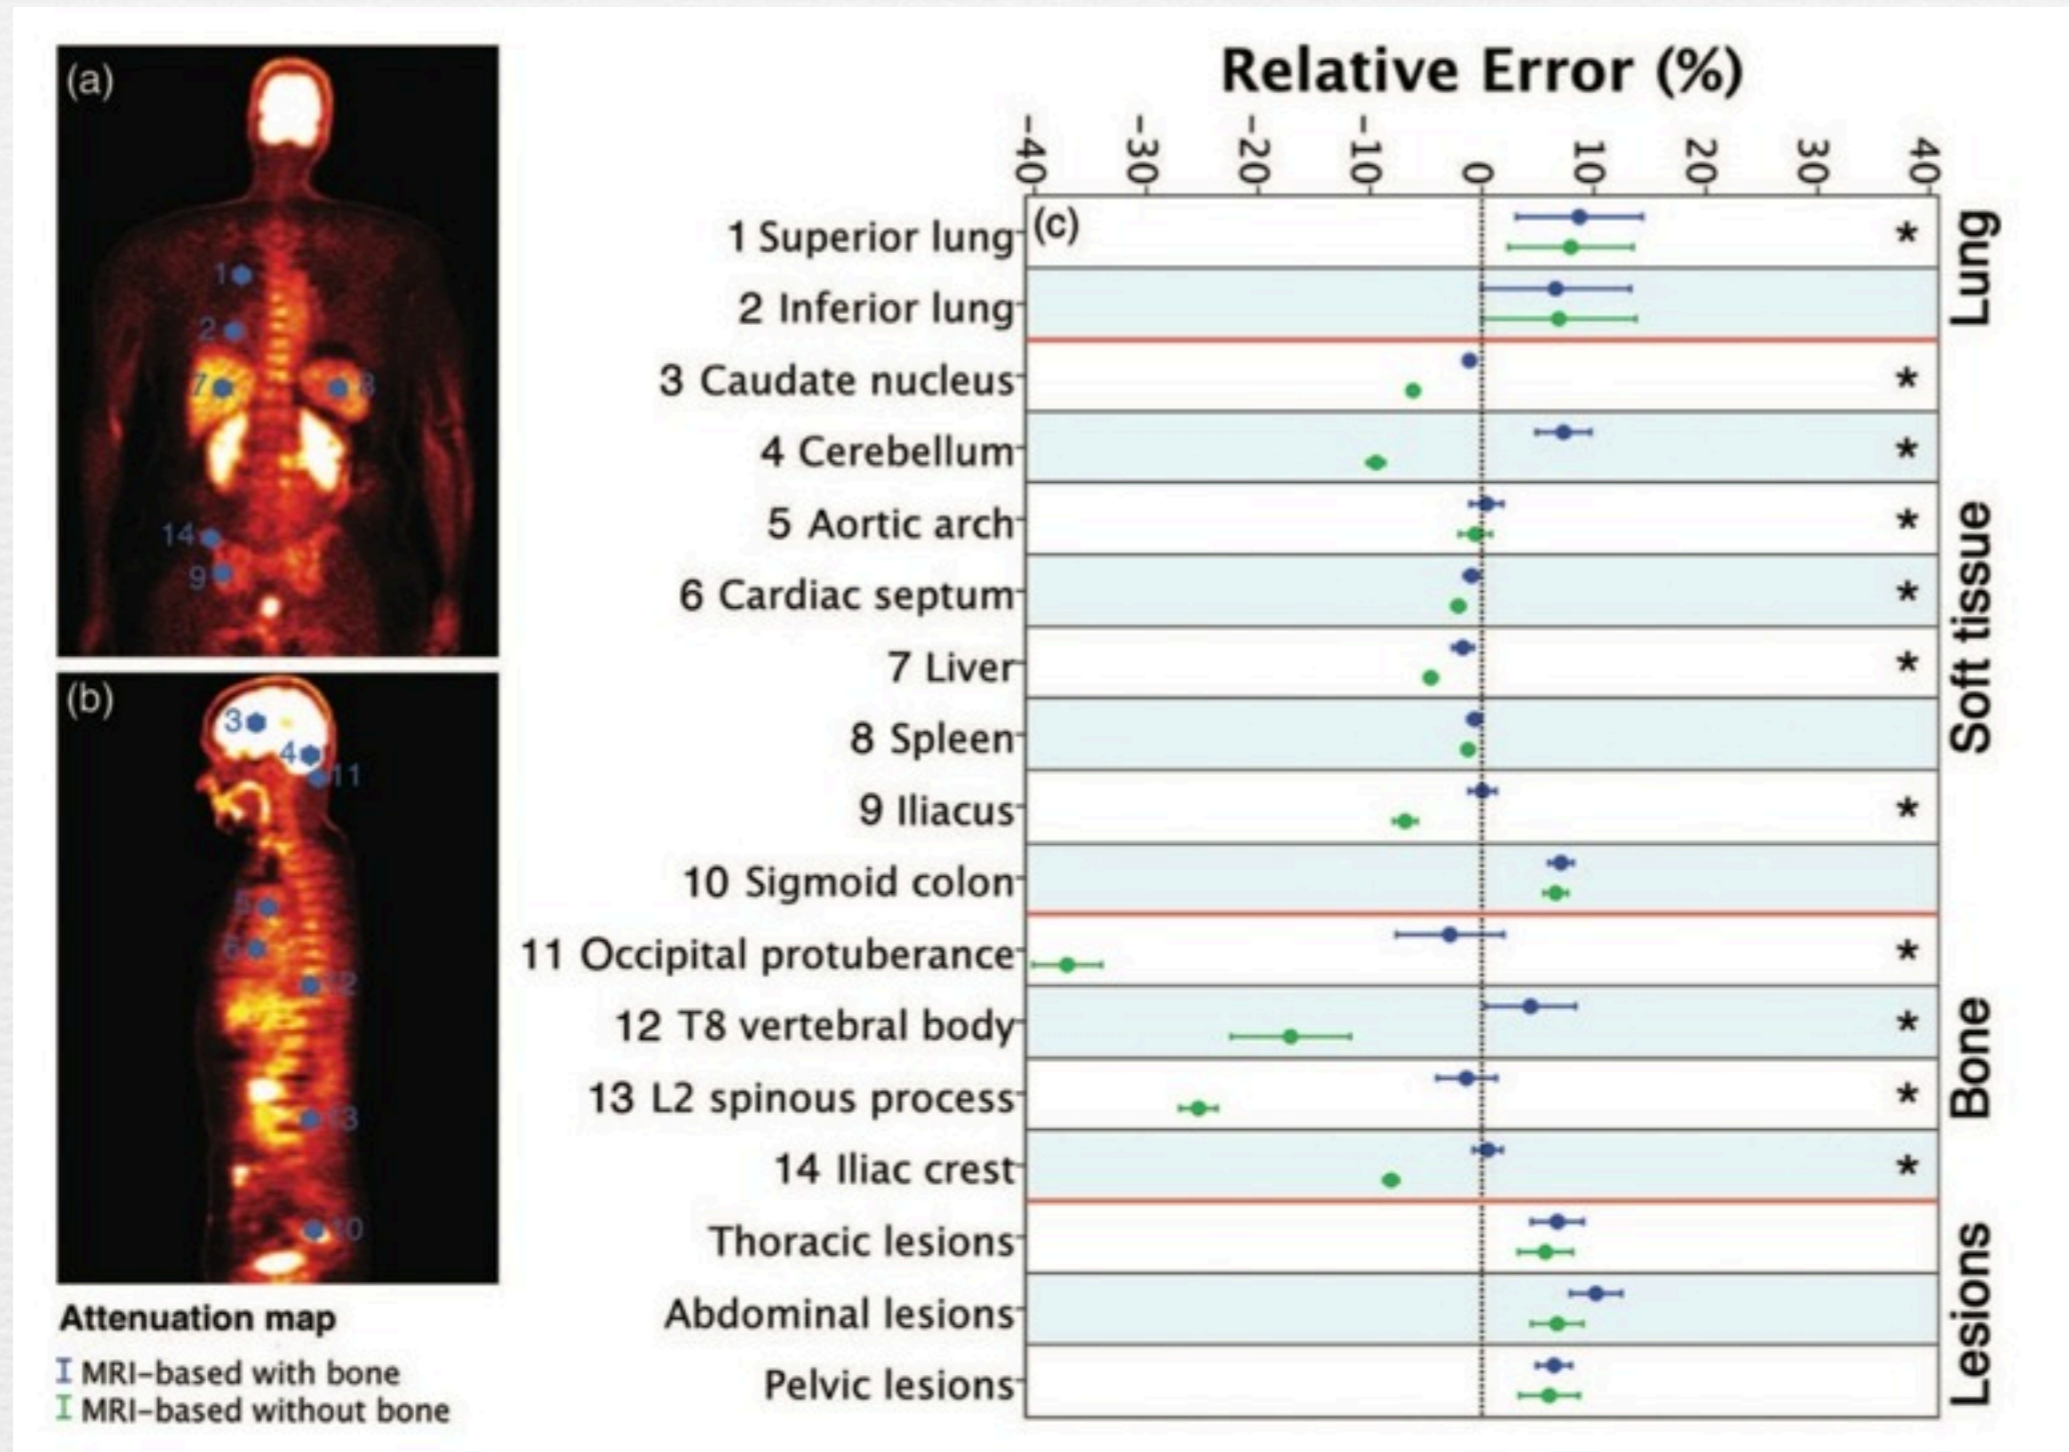 (a)
1
2
7
8
14
9
(b)
3
4
11
5
6
12
13
10
Attenuation map
MRI-based with bone
MRI-based without bone
Relative Error (%)
-40 -30 -20 -10 0 10 20 30 40
(c)
1 Superior lung *
2 Inferior lung
3 Caudate nucleus *
4 Cerebellum *
5 Aortic arch *
6 Cardiac septum *
7 Liver *
8 Spleen
9 Iliacus *
10 Sigmoid colon
11 Occipital protuberance *
12 T8 vertebral body *
13 L2 spinous process *
14 Iliac crest *
Thoracic lesions
Abdominal lesions
Pelvic lesions
Lung
Soft tissue
Bone
Lesions